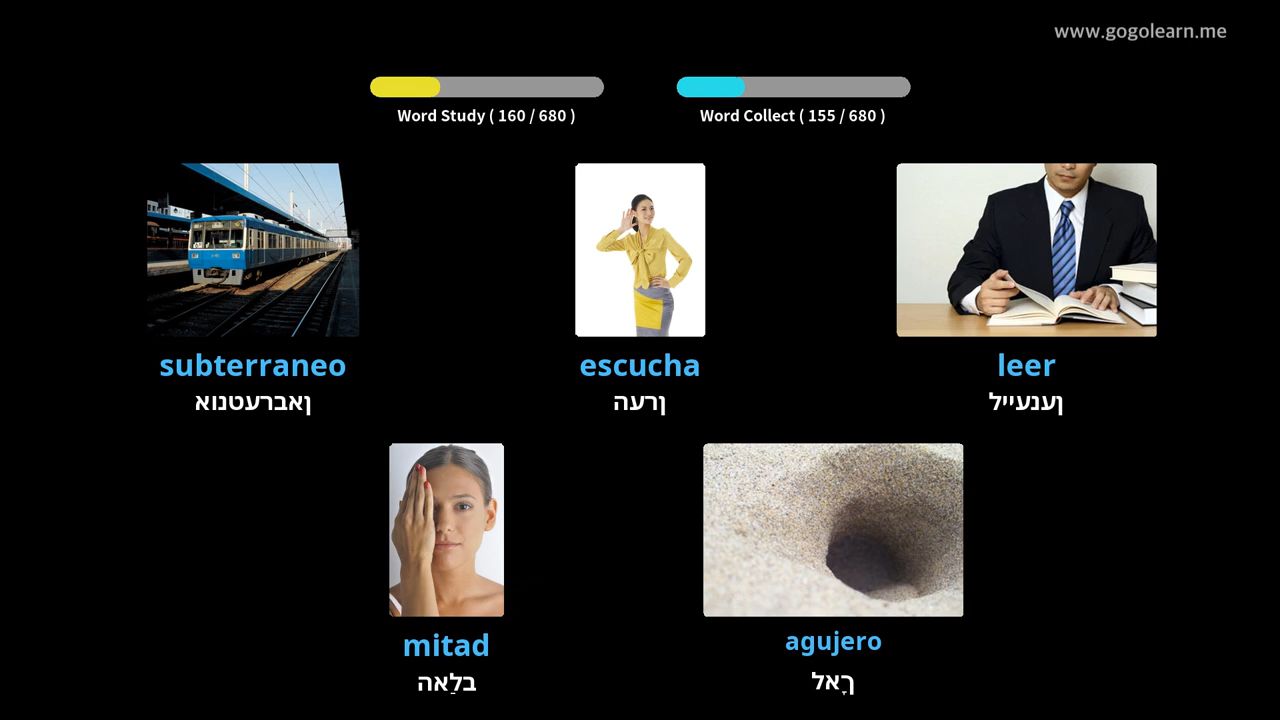 www.gogolearn.me
Word Study ( 160 / 680 )
Word Collect ( 155 / 680 )
subterraneo
ןאברעטנוא
escucha
ןרעה
leer
ןענעייל
mitad
בלַאה
agujero
ךָאל